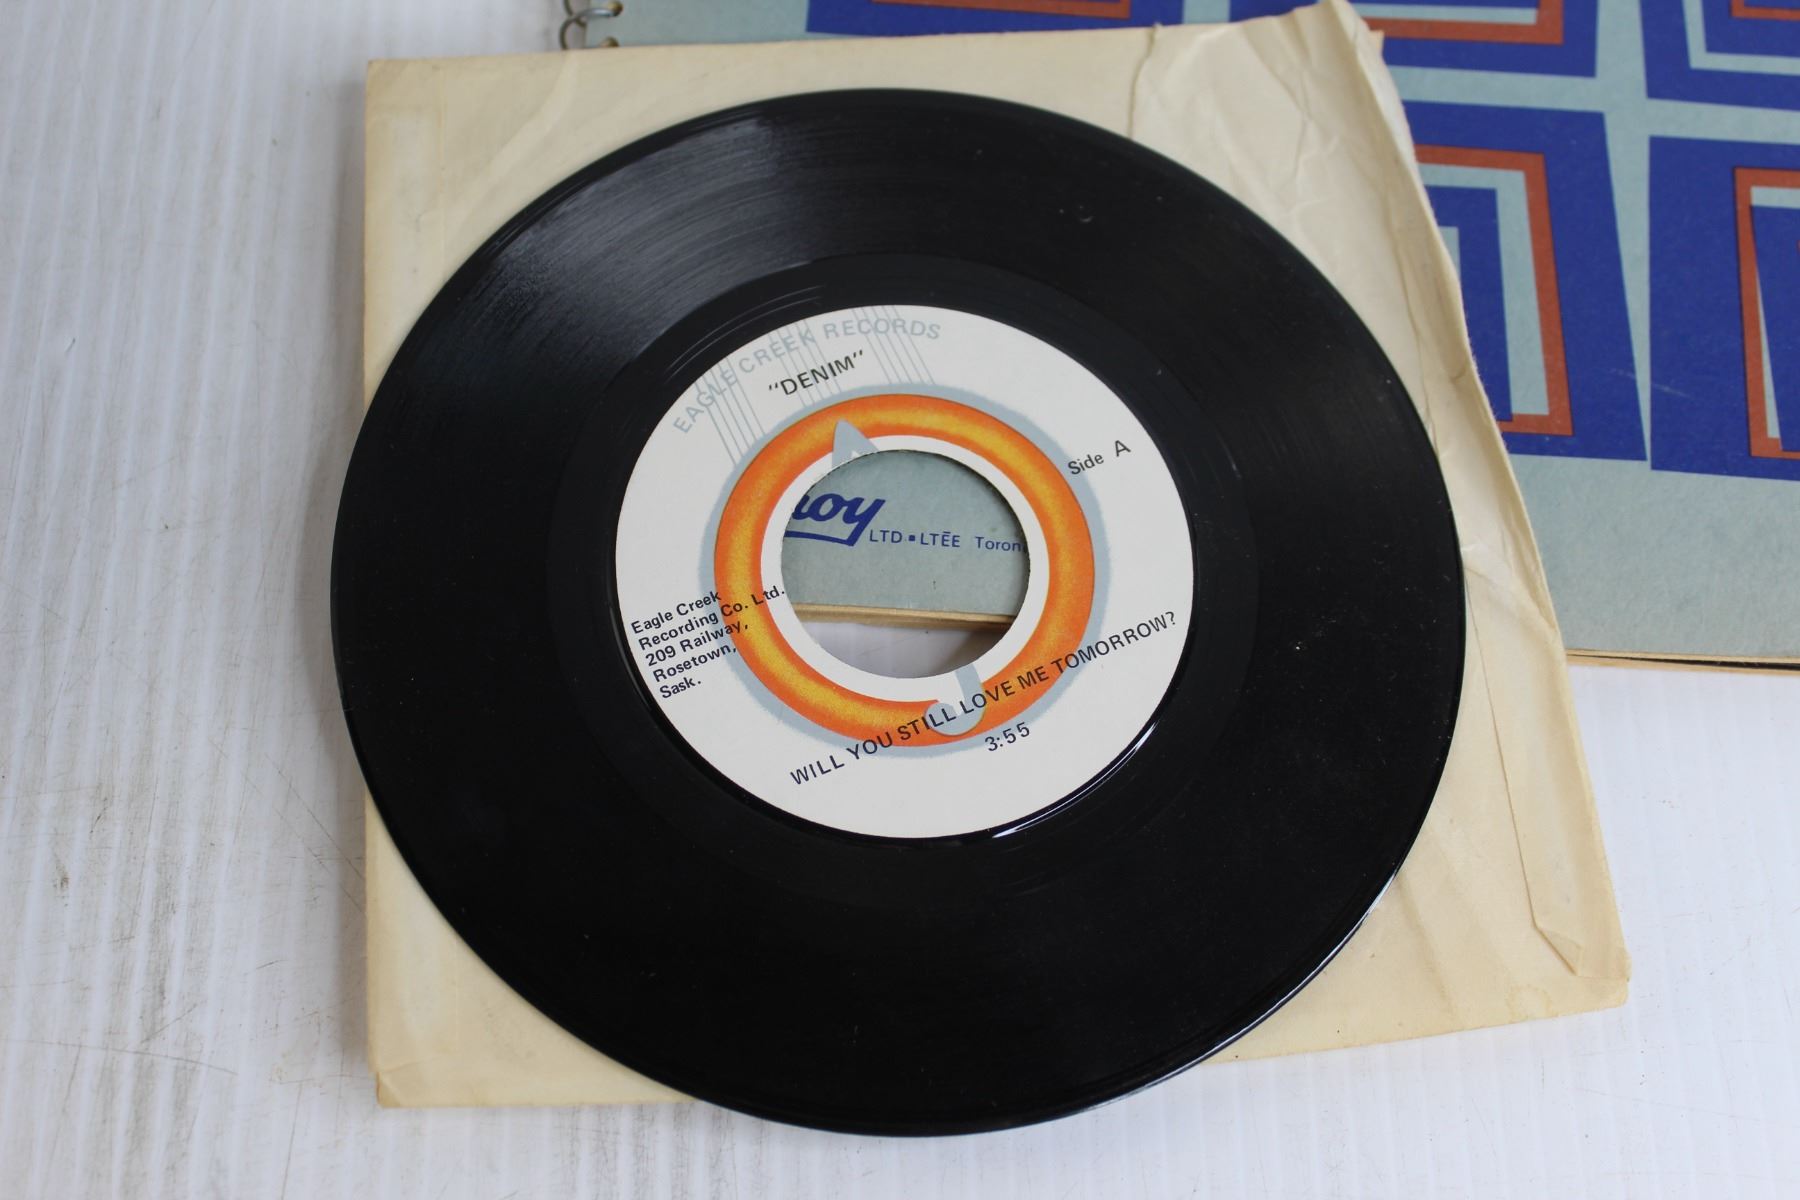 EAGLE CREEK RECORDS
"DENIM"
Side A
LTD ▪ LTĒE
Eagle Creek
Recording Co. Ltd.
209 Railway,
Rosetown,
Sask.
WILL YOU STILL LOVE ME TOMORROW?
3:55